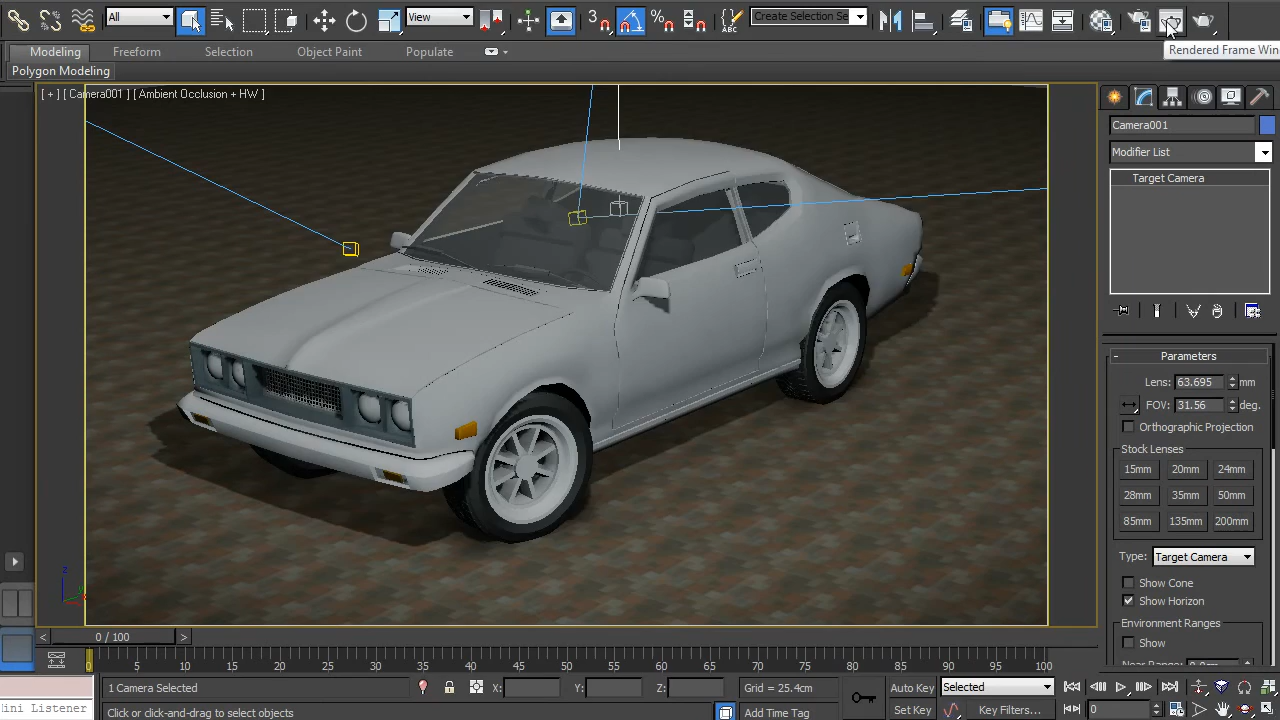 All
View
3
%
ABC
Create Selection Se
Rendered Frame Win
Modeling
Freeform
Selection
Object Paint
Populate
Polygon Modeling
[ + ] [ Camera001 ] [ Ambient Occlusion + HW ]
Camera001
Modifier List
Target Camera
- Parameters
Lens: 63.695 mm
FOV: 31.56 deg.
Orthographic Projection
Stock Lenses
15mm 20mm 24mm
28mm 35mm 50mm
85mm 135mm 200mm
Type: Target Camera
Show Cone
Show Horizon
Environment Ranges
Show
Near Range: 0.0cm
z
y
< 0 / 100 >
0 5 10 15 20 25 30 35 40 45 50 55 60 65 70 75 80 85 90 95 100
1 Camera Selected
X:
Y:
Z:
Grid = 25.4cm
Auto Key
Selected
ini Listener
Click or click-and-drag to select objects
Add Time Tag
Set Key
Key Filters...
0